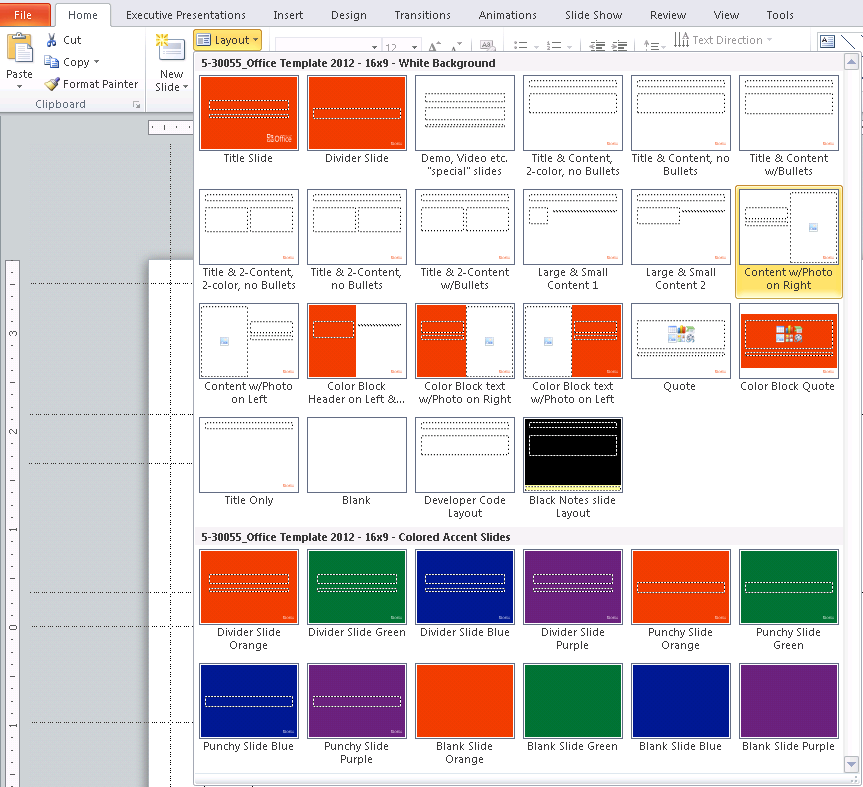 File Home Executive Presentations Insert Design Transitions Animations Slide Show Review View Tools
Cut
Copy
Format Painter
Paste
Clipboard
New
Slide
Layout
12
Text Direction
5-30055_Office Template 2012 - 16x9 - White Background
Office
Title Slide
Divider Slide
Demo, Video etc.
"special" slides
Title & Content,
2-color, no Bullets
Title & Content, no
Bullets
Title & Content
w/Bullets
Title & 2-Content,
2-color, no Bullets
Title & 2-Content,
no Bullets
Title & 2-Content
w/Bullets
Large & Small
Content 1
Large & Small
Content 2
Content w/Photo
on Right
Content w/Photo
on Left
Color Block
Header on Left &...
Color Block text
w/Photo on Right
Color Block text
w/Photo on Left
Quote
Color Block Quote
Title Only
Blank
Developer Code
Layout
Black Notes slide
Layout
5-30055_Office Template 2012 - 16x9 - Colored Accent Slides
Divider Slide
Orange
Divider Slide Green
Divider Slide Blue
Divider Slide
Purple
Punchy Slide
Orange
Punchy Slide
Green
Punchy Slide Blue
Punchy Slide
Purple
Blank Slide
Orange
Blank Slide Green
Blank Slide Blue
Blank Slide Purple
3
2
1
0
1